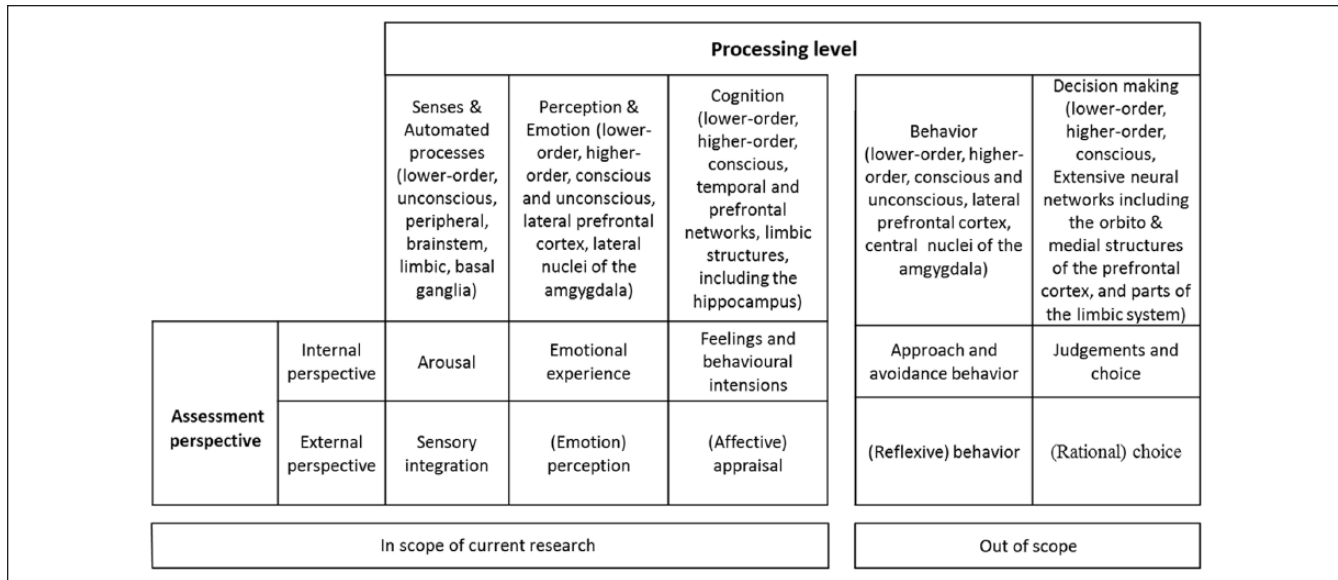 Processing level
Senses &
Automated
processes
(lower-order,
unconscious,
peripheral,
brainstem,
limbic, basal
ganglia)
Perception &
Emotion (lower-
order, higher-
order, conscious
and unconscious,
lateral prefrontal
cortex, lateral
nuclei of the
amgygdala)
Cognition
(lower-order,
higher-order,
conscious,
temporal and
prefrontal
networks, limbic
structures,
including the
hippocampus)
Behavior
(lower-order, higher-
order, conscious and
unconscious, lateral
prefrontal cortex,
central nuclei of the
amgygdala)
Decision making
(lower-order,
higher-order,
conscious,
Extensive neural
networks including
the orbito &
medial structures
of the prefrontal
cortex, and parts of
the limbic system)
Assessment
perspective
Internal
perspective
Arousal
Emotional
experience
Feelings and
behavioural
intensions
Approach and
avoidance behavior
Judgements and
choice
External
perspective
Sensory
integration
(Emotion)
perception
(Affective)
appraisal
(Reflexive) behavior
(Rational) choice
In scope of current research
Out of scope